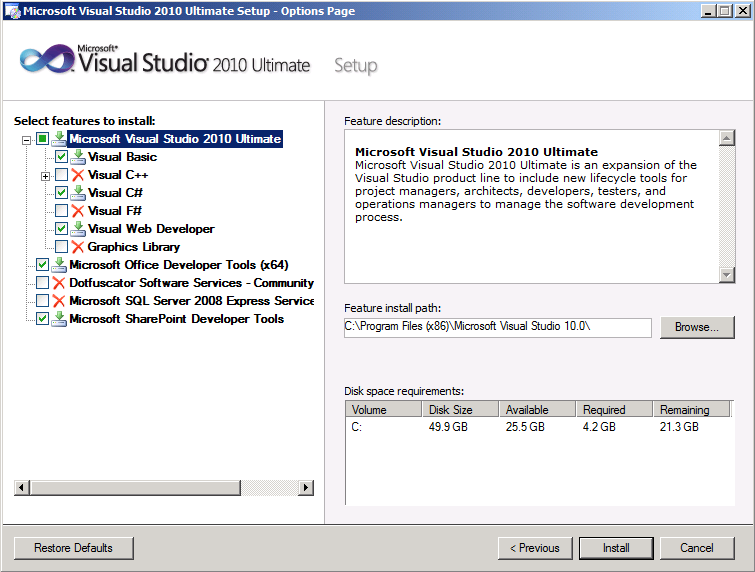 Microsoft Visual Studio 2010 Ultimate Setup - Options Page
Microsoft®
Visual Studio® 2010 Ultimate Setup
Select features to install:
Microsoft Visual Studio 2010 Ultimate
Visual Basic
Visual C++
Visual C#
Visual F#
Visual Web Developer
Graphics Library
Microsoft Office Developer Tools (x64)
Dotfuscator Software Services - Community
Microsoft SQL Server 2008 Express Service
Microsoft SharePoint Developer Tools
Feature description:
Microsoft Visual Studio 2010 Ultimate
Microsoft Visual Studio 2010 Ultimate is an expansion of the
Visual Studio product line to include new lifecycle tools for
project managers, architects, developers, testers, and
operations managers to manage the software development
process.
Feature install path:
C:\Program Files (x86)\Microsoft Visual Studio 10.0\
Browse...
Disk space requirements:
Volume Disk Size Available Required Remaining
C: 49.9 GB 25.5 GB 4.2 GB 21.3 GB
Restore Defaults
< Previous
Install
Cancel